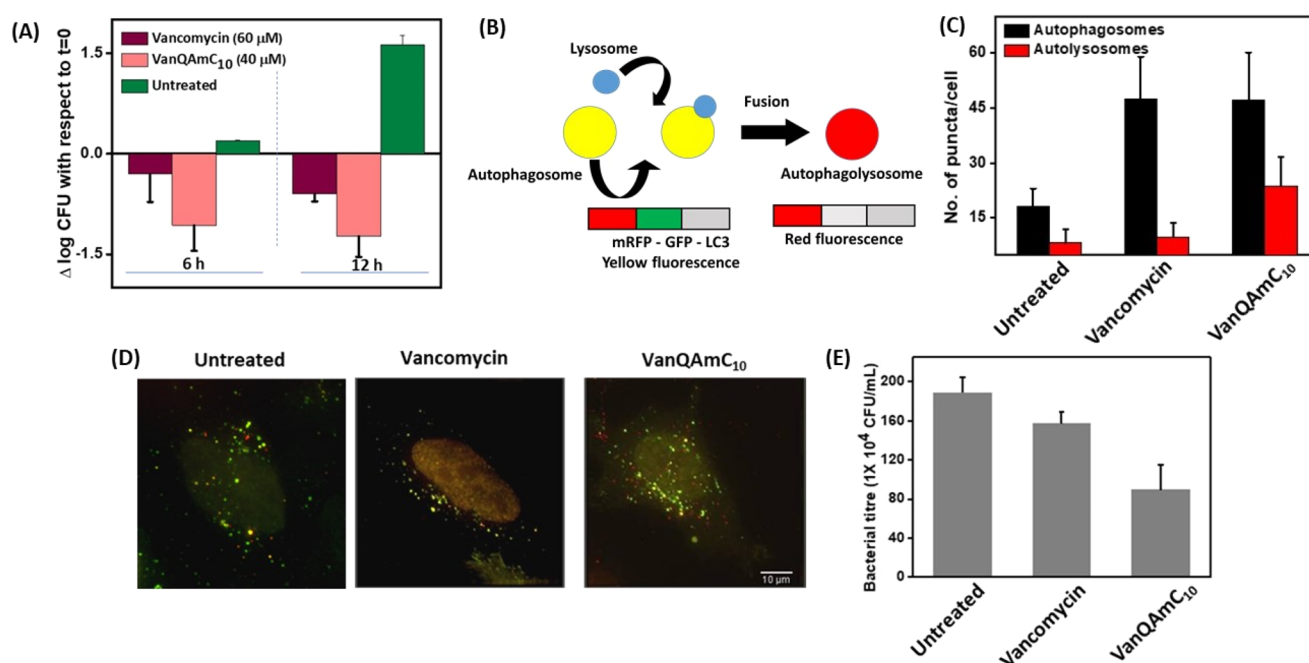 (A)
Δ log CFU with respect to t=0
1.5
0.0
-1.5
Vancomycin (60 μM)
VanQAmC₁₀ (40 μM)
Untreated
6 h
12 h
(B)
Lysosome
Fusion
Autophagosome
Autophagolysosome
mRFP - GFP - LC3
Yellow fluorescence
Red fluorescence
(C)
No. of puncta/cell
60
45
30
15
Autophagosomes
Autolysosomes
Untreated
Vancomycin
VanQAmC₁₀
(D)
Untreated
Vancomycin
VanQAmC₁₀
10 μm
(E)
Bacterial titre (1X 10⁴ CFU/mL)
200
160
120
80
40
0
Untreated
Vancomycin
VanQAmC₁₀